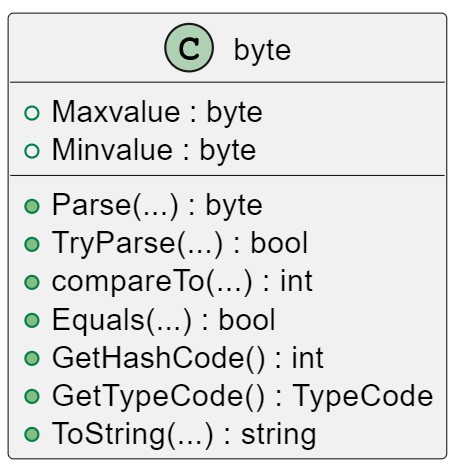 C byte
Maxvalue : byte
Minvalue : byte
Parse(...) : byte
TryParse(...) : bool
compareTo(...) : int
Equals(...) : bool
GetHashCode() : int
GetTypeCode() : TypeCode
ToString(...) : string